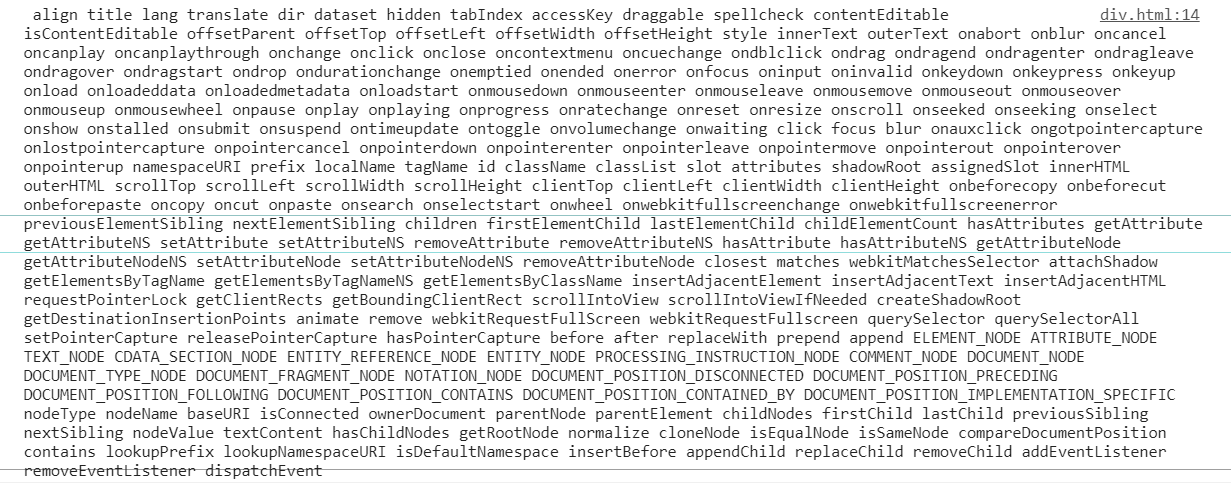 align title lang translate dir dataset hidden tabIndex accessKey draggable spellcheck contentEditable div.html:14
isContentEditable offsetParent offsetTop offsetLeft offsetWidth offsetHeight style innerText outerText onabort onblur oncancel
oncanplay oncanplaythrough onchange onclick onclose oncontextmenu oncuechange ondblclick ondrag ondragend ondragenter ondragleave
ondragover ondragstart ondrop ondurationchange onemptied onended onerror onfocus oninput oninvalid onkeydown onkeypress onkeyup
onload onloadeddata onloadedmetadata onloadstart onmousedown onmouseenter onmouseleave onmousemove onmouseout onmouseover
onmouseup onmousewheel onpause onplay onplaying onprogress onratechange onreset onresize onscroll onseeked onseeking onselect
onshow onstalled onsubmit onsuspend ontimeupdate ontoggle onvolumechange onwaiting click focus blur onauxclick ongotpointercapture
onlostpointercapture onpointercancel onpointerdown onpointerenter onpointerleave onpointermove onpointerout onpointerover
onpointerup namespaceURI prefix localName tagName id className classList slot attributes shadowRoot assignedSlot innerHTML
outerHTML scrollTop scrollLeft scrollWidth scrollHeight clientTop clientLeft clientWidth clientHeight onbeforecopy onbeforecut
onbeforepaste oncopy oncut onpaste onsearch onselectstart onwheel onwebkitfullscreenchange onwebkitfullscreenerror
previousElementSibling nextElementSibling children firstElementChild lastElementChild childElementCount hasAttributes getAttribute
getAttributeNS setAttribute setAttributeNS removeAttribute removeAttributeNS hasAttribute hasAttributeNS getAttributeNode
getAttributeNodeNS setAttributeNode setAttributeNodeNS removeAttributeNode closest matches webkitMatchesSelector attachShadow
getElementsByTagName getElementsByTagNameNS getElementsByClassName insertAdjacentElement insertAdjacentText insertAdjacentHTML
requestPointerLock getClientRects getBoundingClientRect scrollIntoView scrollIntoViewIfNeeded createShadowRoot
getDestinationInsertionPoints animate remove webkitRequestFullScreen webkitRequestFullscreen querySelector querySelectorAll
setPointerCapture releasePointerCapture hasPointerCapture before after replaceWith prepend append ELEMENT_NODE ATTRIBUTE_NODE
TEXT_NODE CDATA_SECTION_NODE ENTITY_REFERENCE_NODE ENTITY_NODE PROCESSING_INSTRUCTION_NODE COMMENT_NODE DOCUMENT_NODE
DOCUMENT_TYPE_NODE DOCUMENT_FRAGMENT_NODE NOTATION_NODE DOCUMENT_POSITION_DISCONNECTED DOCUMENT_POSITION_PRECEDING
DOCUMENT_POSITION_FOLLOWING DOCUMENT_POSITION_CONTAINS DOCUMENT_POSITION_CONTAINED_BY DOCUMENT_POSITION_IMPLEMENTATION_SPECIFIC
nodeType nodeName baseURI isConnected ownerDocument parentNode parentElement childNodes firstChild lastChild previousSibling
nextSibling nodeValue textContent hasChildNodes getRootNode normalize cloneNode isEqualNode isSameNode compareDocumentPosition
contains lookupPrefix lookupNamespaceURI isDefaultNamespace insertBefore appendChild replaceChild removeChild addEventListener
removeEventListener dispatchEvent